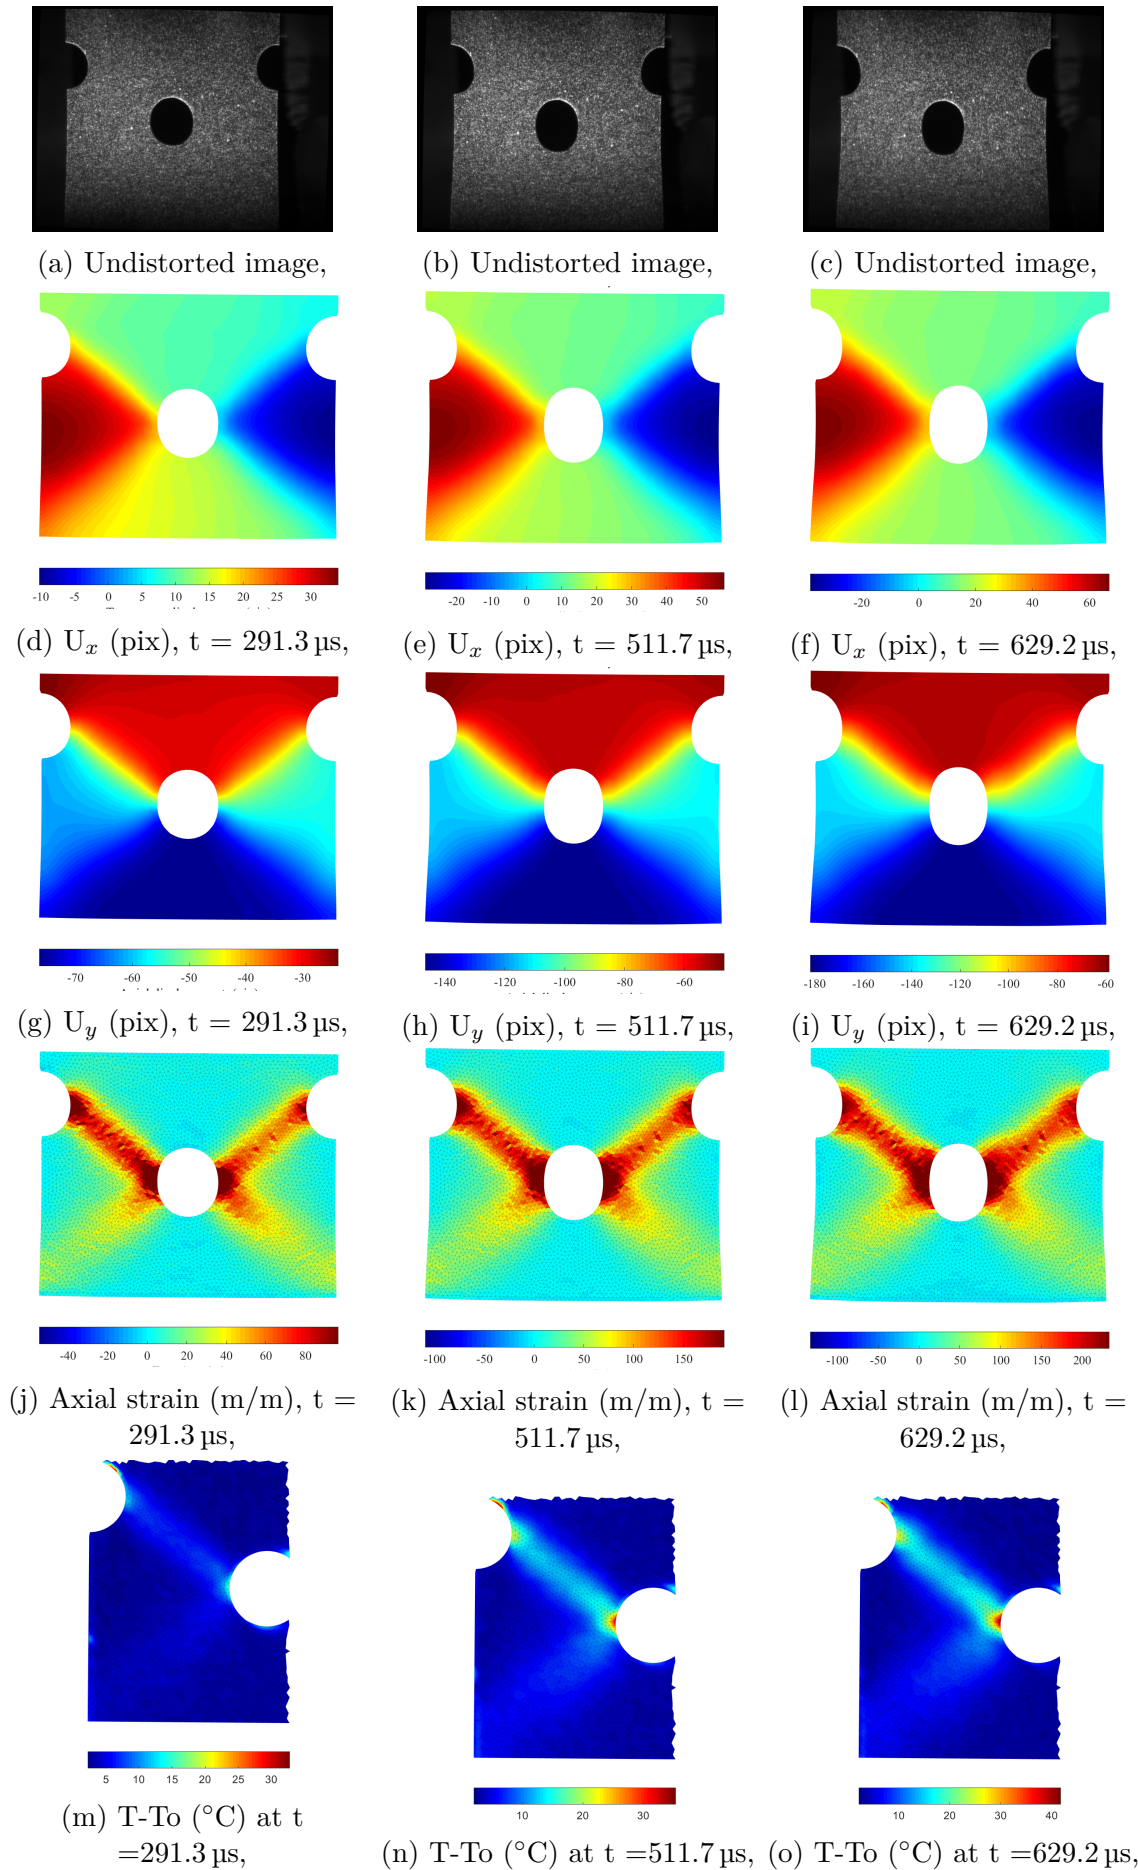 (a) Undistorted image,
(b) Undistorted image,
(c) Undistorted image,
-10 -5 0 5 10 15 20 25 30
-20 -10 0 10 20 30 40 50
-20 0 20 40 60
(d) Uₓ (pix), t = 291.3 µs,
(e) Uₓ (pix), t = 511.7 µs,
(f) Uₓ (pix), t = 629.2 µs,
-70 -60 -50 -40 -30
-140 -120 -100 -80 -60
-180 -160 -140 -120 -100 -80 -60
(g) U_y (pix), t = 291.3 µs,
(h) U_y (pix), t = 511.7 µs,
(i) U_y (pix), t = 629.2 µs,
-40 -20 0 20 40 60 80
-100 -50 0 50 100 150
-100 -50 0 50 100 150 200
(j) Axial strain (m/m), t =
291.3 µs,
(k) Axial strain (m/m), t =
511.7 µs,
(l) Axial strain (m/m), t =
629.2 µs,
5 10 15 20 25 30
10 20 30
10 20 30 40
(m) T-To (°C) at t
=291.3 µs,
(n) T-To (°C) at t =511.7 µs,
(o) T-To (°C) at t =629.2 µs,